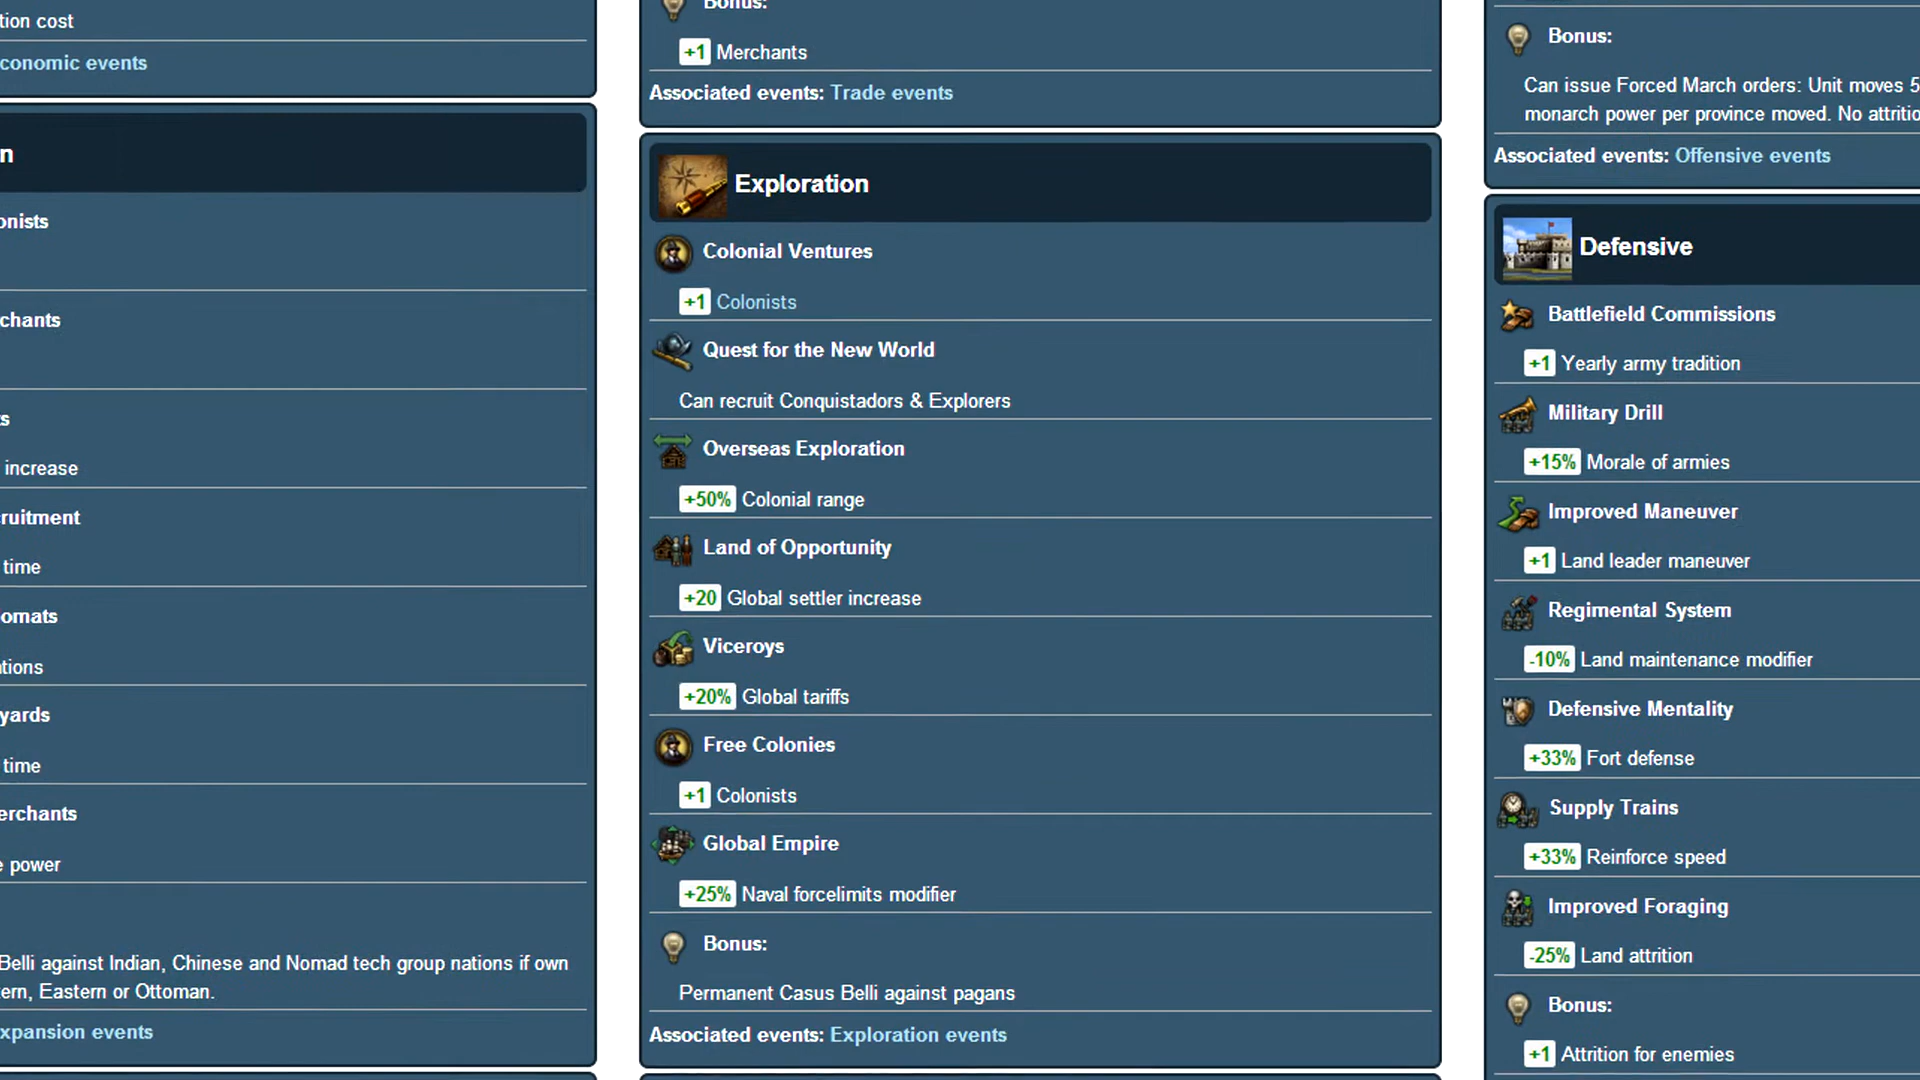 tion cost
conomic events
n
onists
chants
s
increase
ruitment
time
omats
tions
yards
time
erchants
e power
Belli against Indian, Chinese and Nomad tech group nations if own
tern, Eastern or Ottoman.
xpansion events
Bonus:
+1 Merchants
Associated events: Trade events
Exploration
Colonial Ventures
+1 Colonists
Quest for the New World
Can recruit Conquistadors & Explorers
Overseas Exploration
+50% Colonial range
Land of Opportunity
+20 Global settler increase
Viceroys
+20% Global tariffs
Free Colonies
+1 Colonists
Global Empire
+25% Naval forcelimits modifier
Bonus:
Permanent Casus Belli against pagans
Associated events: Exploration events
Bonus:
Can issue Forced March orders: Unit moves 5
monarch power per province moved. No attritio
Associated events: Offensive events
Defensive
Battlefield Commissions
+1 Yearly army tradition
Military Drill
+15% Morale of armies
Improved Maneuver
+1 Land leader maneuver
Regimental System
-10% Land maintenance modifier
Defensive Mentality
+33% Fort defense
Supply Trains
+33% Reinforce speed
Improved Foraging
-25% Land attrition
Bonus:
+1 Attrition for enemies